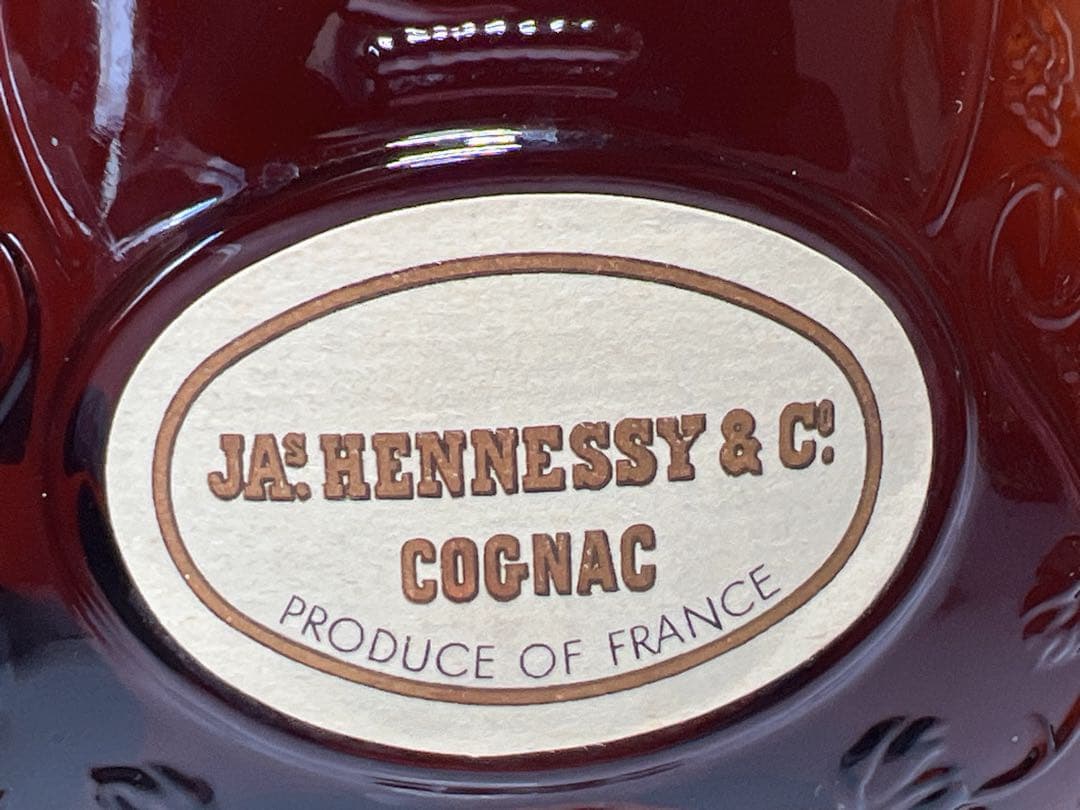 JAS. HENNESSY & Co.
COGNAC
PRODUCE OF FRANCE